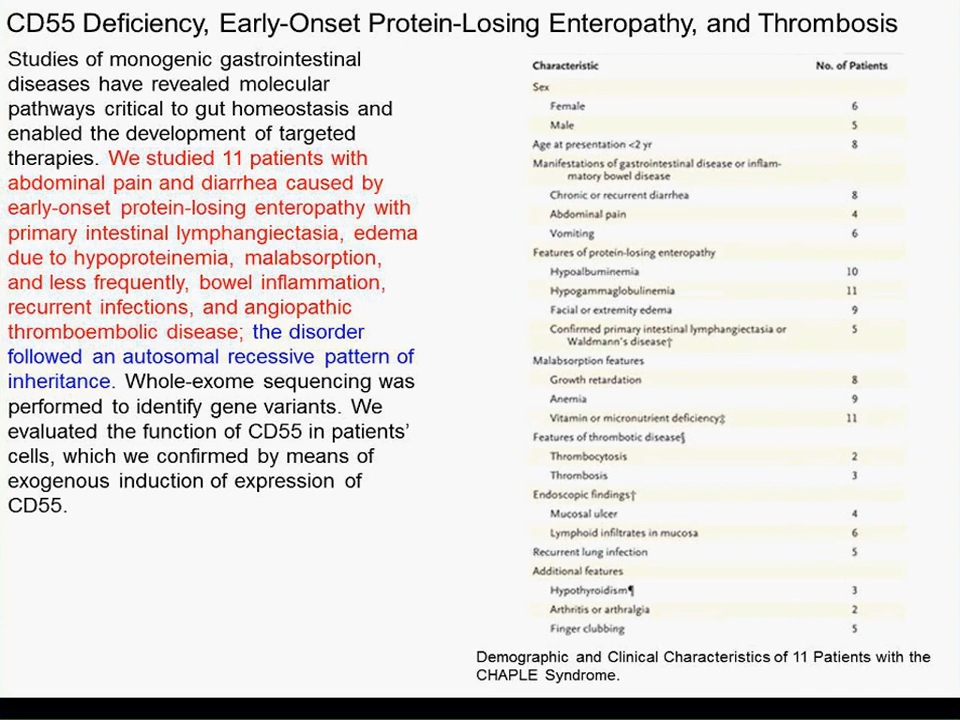 CD55 Deficiency, Early-Onset Protein-Losing Enteropathy, and Thrombosis
Studies of monogenic gastrointestinal
diseases have revealed molecular
pathways critical to gut homeostasis and
enabled the development of targeted
therapies. We studied 11 patients with
abdominal pain and diarrhea caused by
early-onset protein-losing enteropathy with
primary intestinal lymphangiectasia, edema
due to hypoproteinemia, malabsorption,
and less frequently, bowel inflammation,
recurrent infections, and angiopathic
thromboembolic disease; the disorder
followed an autosomal recessive pattern of
inheritance. Whole-exome sequencing was
performed to identify gene variants. We
evaluated the function of CD55 in patients’
cells, which we confirmed by means of
exogenous induction of expression of
CD55.
Characteristic No. of Patients
Sex
Female 6
Male 5
Age at presentation <2 yr 8
Manifestations of gastrointestinal disease or inflam-
matory bowel disease
Chronic or recurrent diarrhea 8
Abdominal pain 4
Vomiting 6
Features of protein-losing enteropathy
Hypoalbuminemia 10
Hypogammaglobulinemia 11
Facial or extremity edema 9
Confirmed primary intestinal lymphangiectasia or 5
Waldmann's disease†
Malabsorption features
Growth retardation 8
Anemia 9
Vitamin or micronutrient deficiency‡ 11
Features of thrombotic disease§
Thrombocytosis 2
Thrombosis 3
Endoscopic findings†
Mucosal ulcer 4
Lymphoid infiltrates in mucosa 6
Recurrent lung infection 5
Additional features
Hypothyroidism¶ 3
Arthritis or arthralgia 2
Finger clubbing 5
Demographic and Clinical Characteristics of 11 Patients with the
CHAPLE Syndrome.